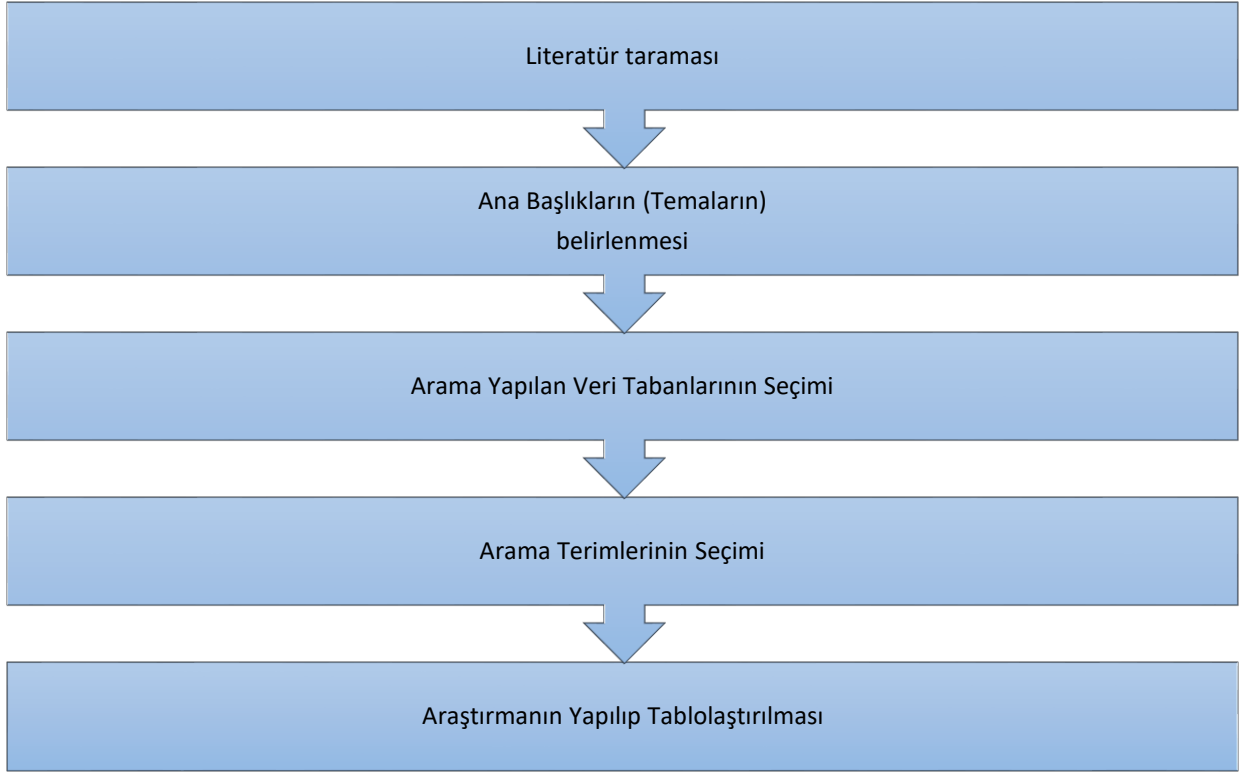 Literatür taraması
Ana Başlıkların (Temaların)
belirlenmesi
Arama Yapılan Veri Tabanlarının Seçimi
Arama Terimlerinin Seçimi
Araştırmanın Yapılıp Tablolaştırılması